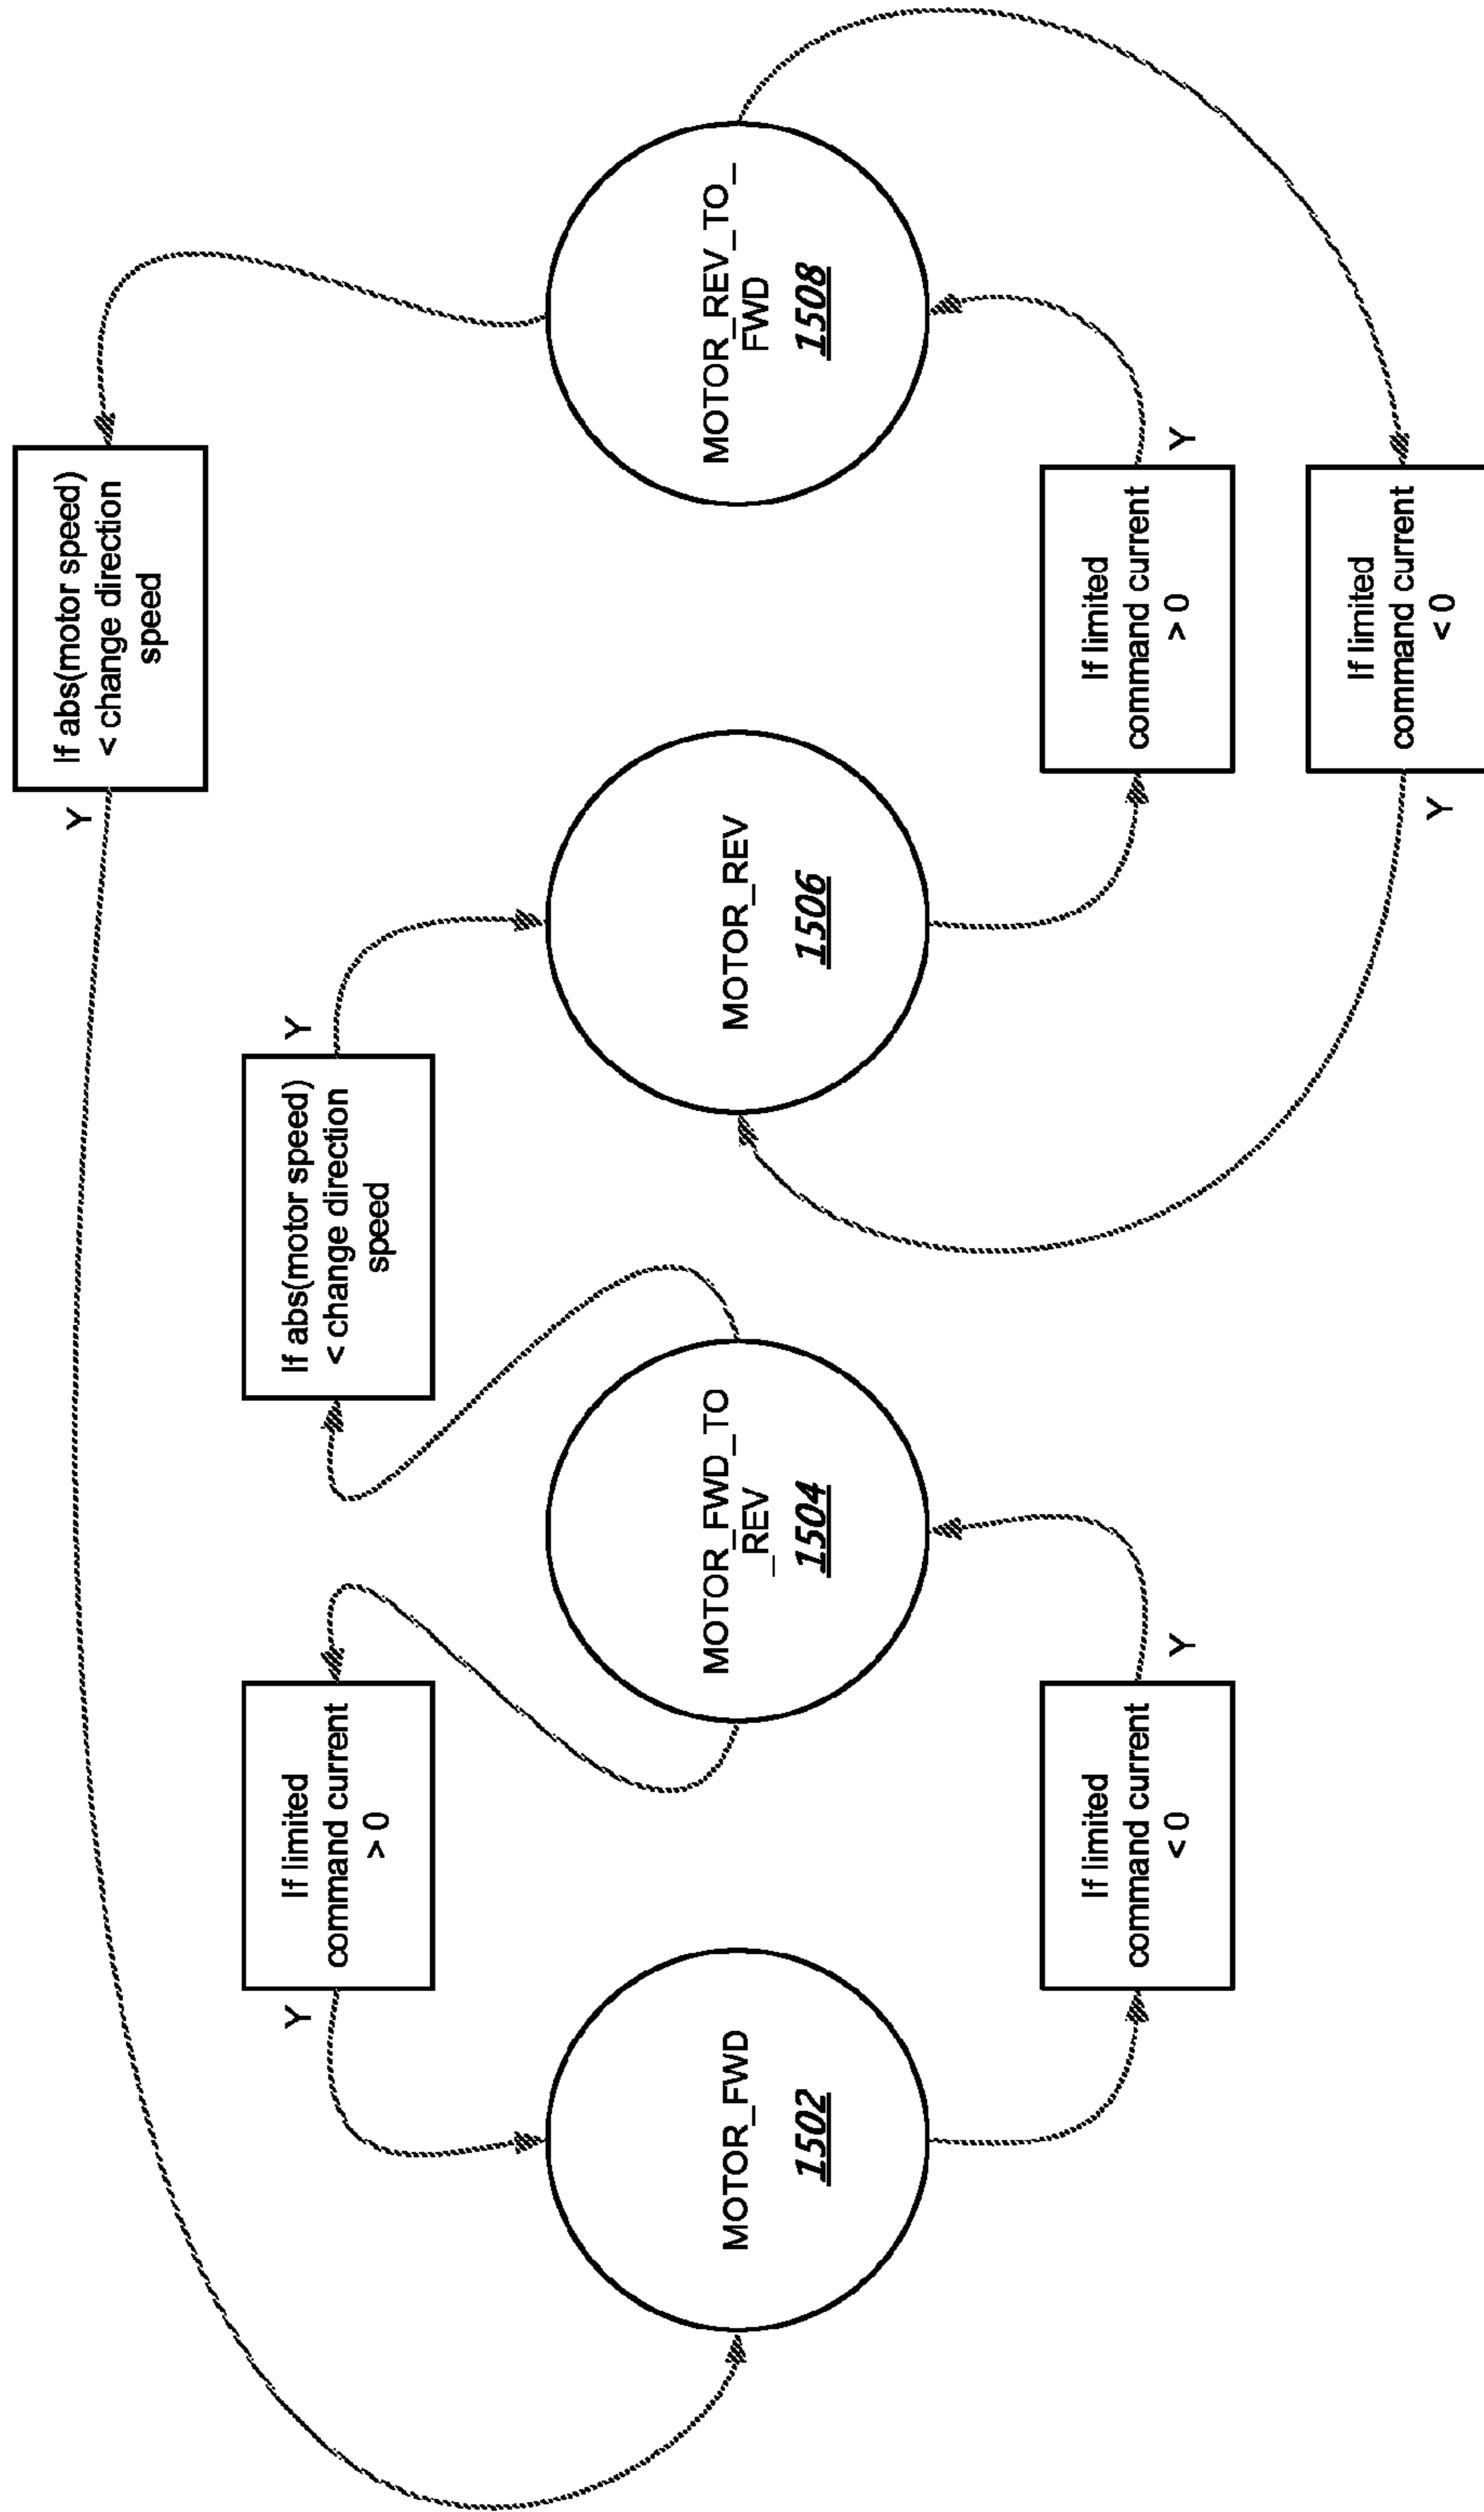 If abs(motor speed)
< change direction
speed
Y
If limited
command current
> 0
Y
If abs(motor speed)
< change direction
speed
Y
MOTOR_FWD
1502
MOTOR_FWD_TO
_REV
1504
MOTOR_REV
1506
MOTOR_REV_TO_
FWD
1508
If limited
command current
< 0
Y
If limited
command current
> 0
Y
If limited
command current
< 0
Y